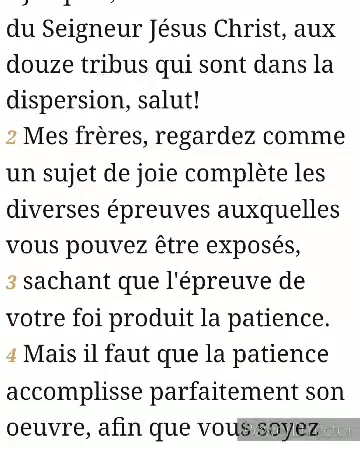 du Seigneur Jésus Christ, aux
douze tribus qui sont dans la
dispersion, salut!
2 Mes frères, regardez comme
un sujet de joie complète les
diverses épreuves auxquelles
vous pouvez être exposés,
3 sachant que l'épreuve de
votre foi produit la patience.
4 Mais il faut que la patience
accomplisse parfaitement son
oeuvre, afin que vous soyez